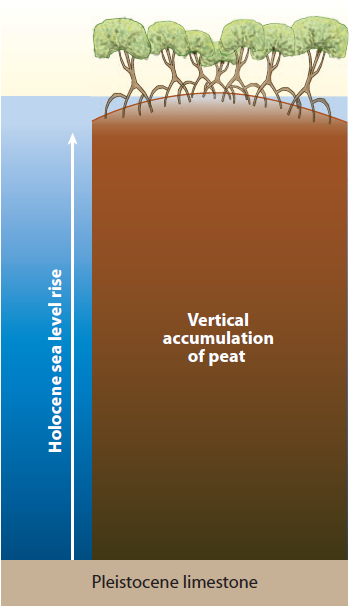 Holocene sea level rise
Vertical
accumulation
of peat
Pleistocene limestone